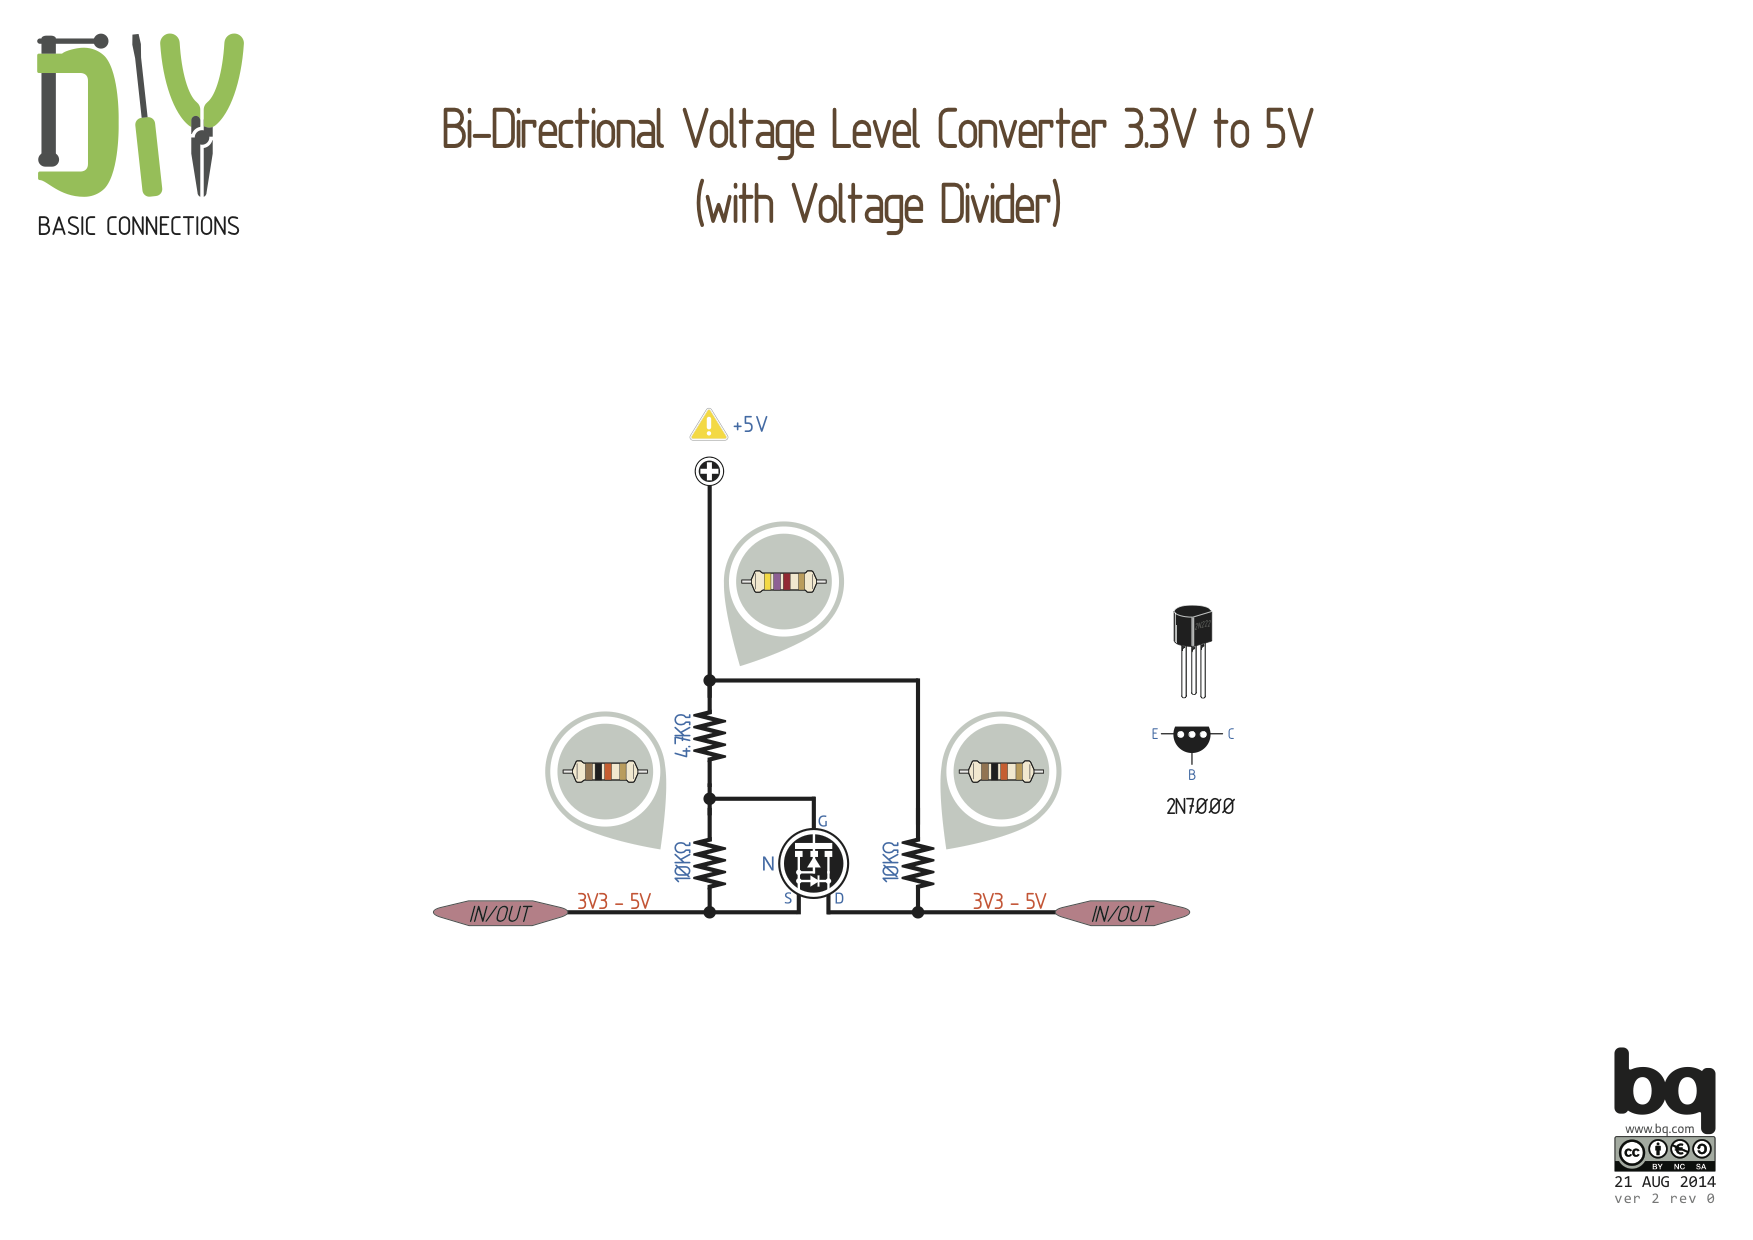 DIY
BASIC CONNECTIONS
Bi-Directional Voltage Level Converter 3.3V to 5V
(with Voltage Divider)
+5V
4.7KΩ
G
N
10KΩ
10KΩ
S
D
3V3 - 5V
3V3 - 5V
IN/OUT
IN/OUT
E
C
B
2N7000
bq
www.bq.com
cc
BY NC SA
21 AUG 2014
ver 2 rev 0